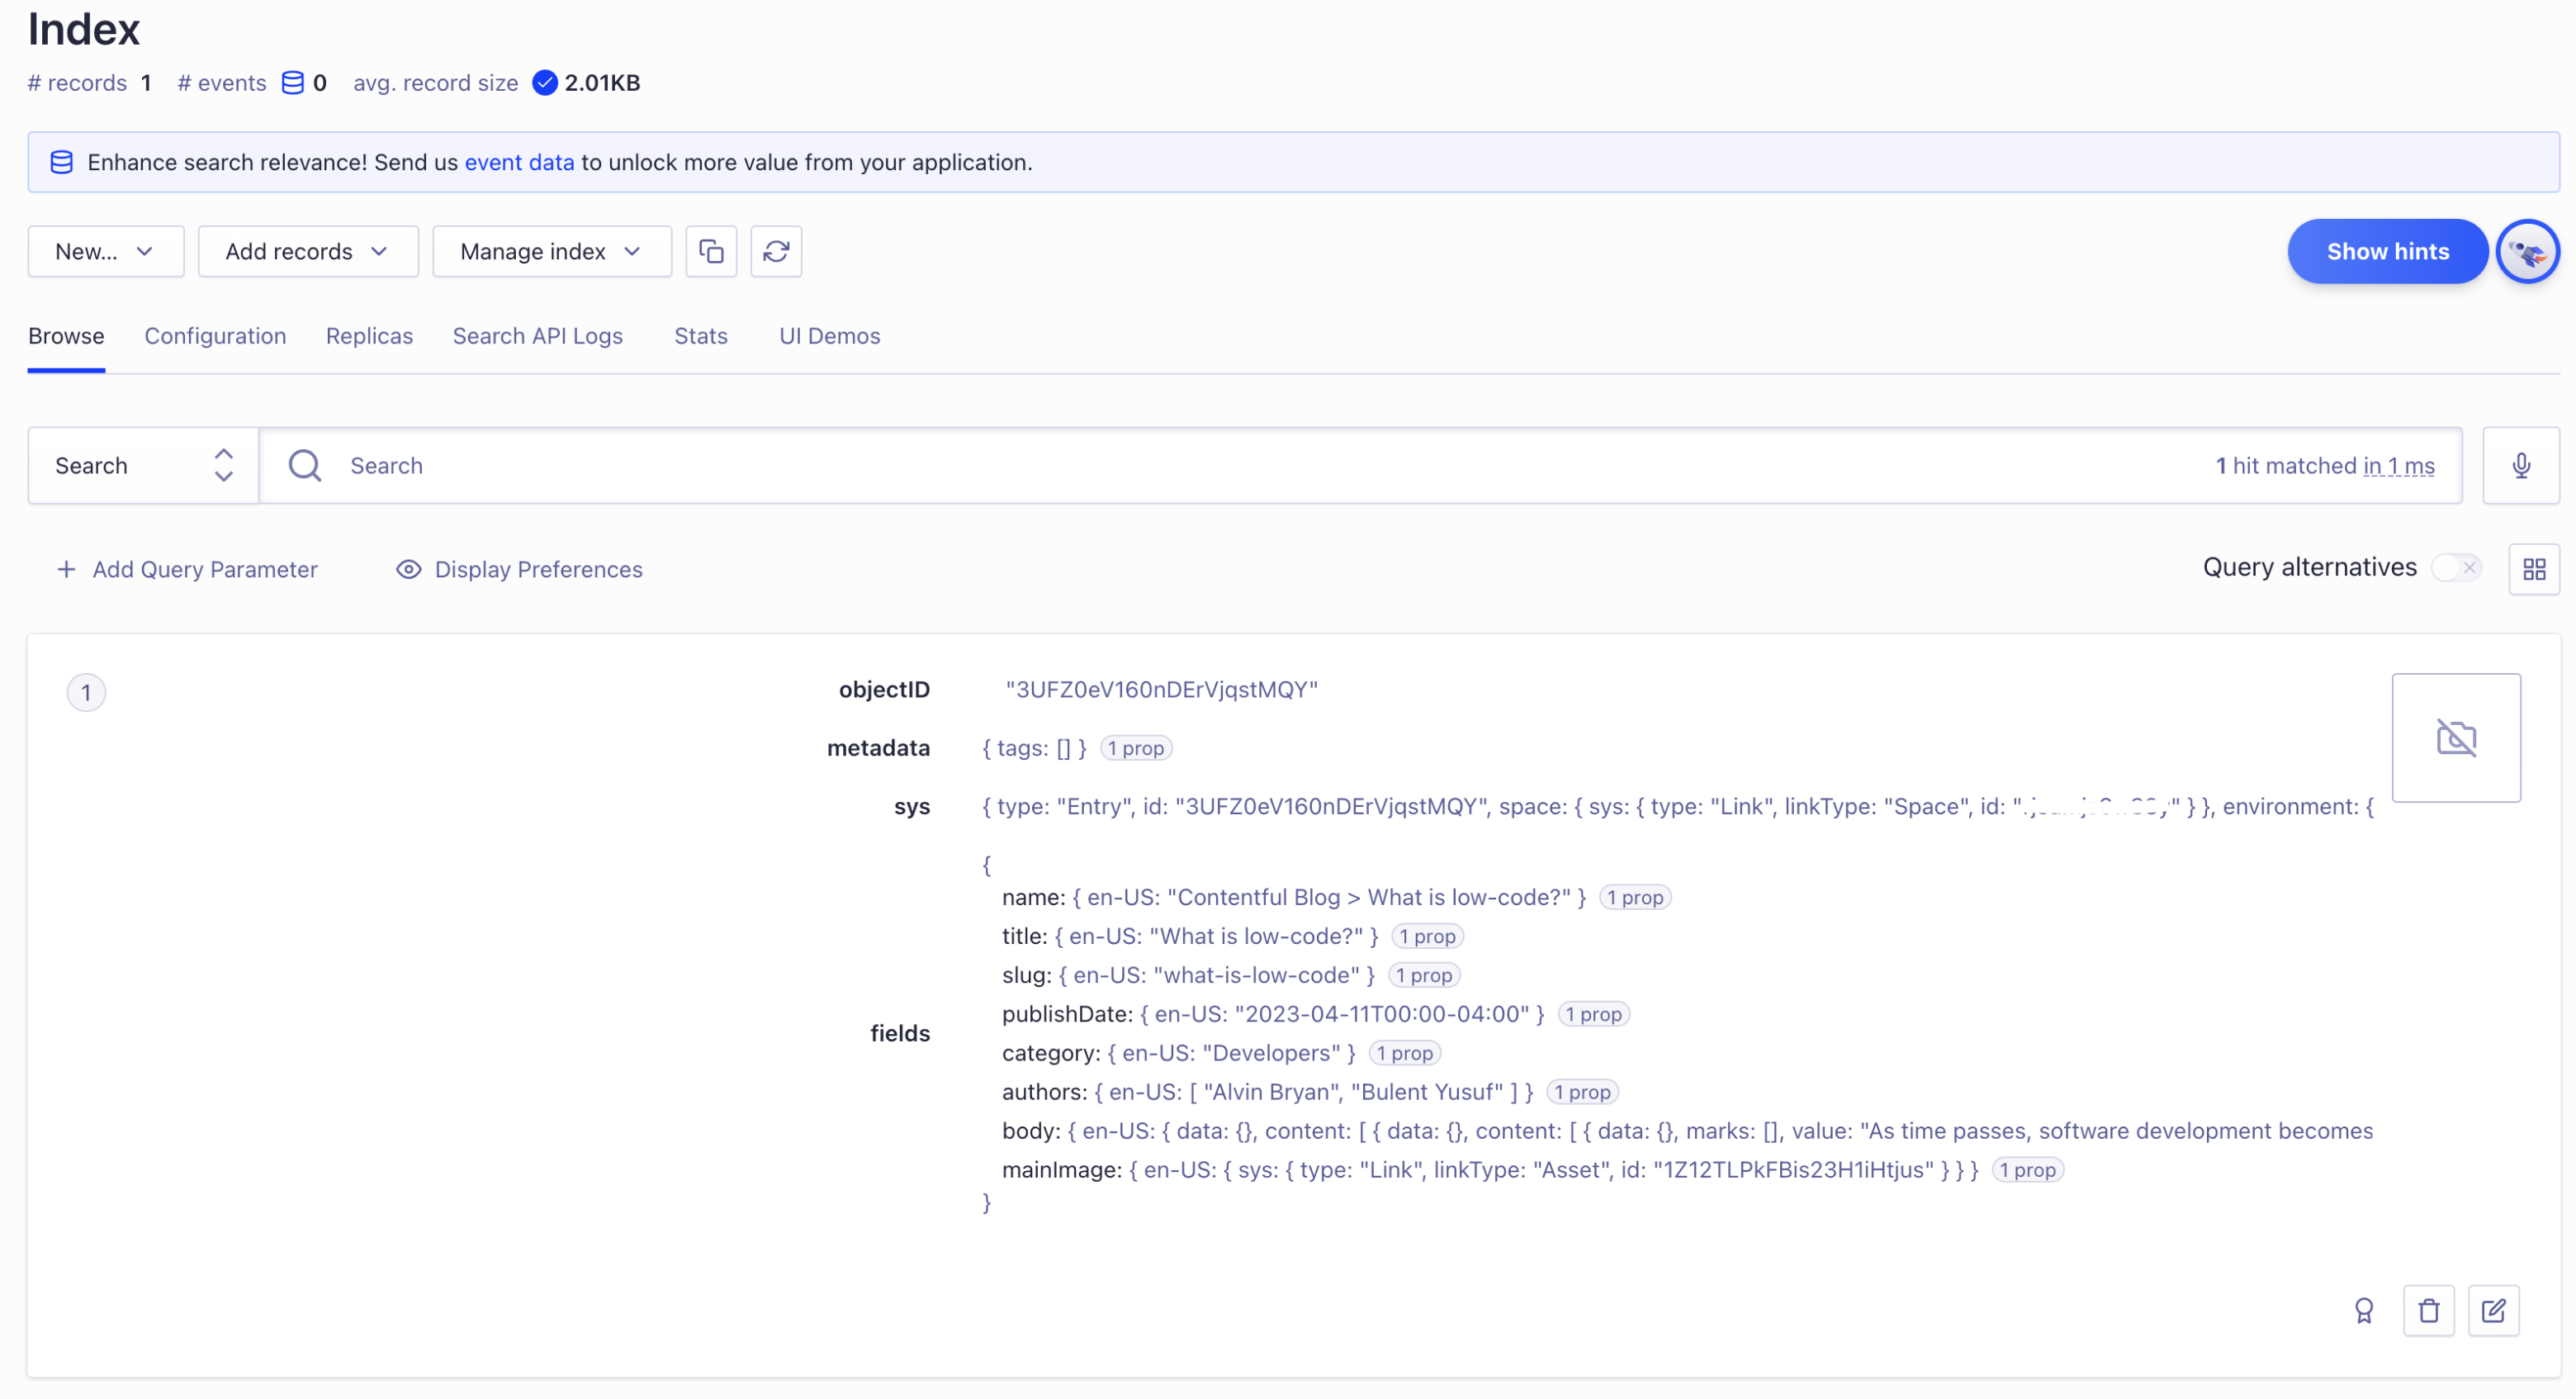 Index
# records 1 # events 0 avg. record size 2.01KB
Enhance search relevance! Send us event data to unlock more value from your application.
New... Add records Manage index Show hints
Browse Configuration Replicas Search API Logs Stats UI Demos
Search Search 1 hit matched in 1 ms
Add Query Parameter Display Preferences Query alternatives
1 objectID "3UFZ0eV160nDErVjqstMQY"
metadata { tags: [] } 1 prop
sys { type: "Entry", id: "3UFZ0eV160nDErVjqstMQY", space: { sys: { type: "Link", linkType: "Space", id: " " } }, environment: {
fields {
name: { en-US: "Contentful Blog > What is low-code?" } 1 prop
title: { en-US: "What is low-code?" } 1 prop
slug: { en-US: "what-is-low-code" } 1 prop
publishDate: { en-US: "2023-04-11T00:00-04:00" } 1 prop
category: { en-US: "Developers" } 1 prop
authors: { en-US: [ "Alvin Bryan", "Bulent Yusuf" ] } 1 prop
body: { en-US: { data: {}, content: [ { data: {}, content: [ { data: {}, marks: [], value: "As time passes, software development becomes
mainImage: { en-US: { sys: { type: "Link", linkType: "Asset", id: "1Z12TLPkFBis23H1iHtjus" } } } 1 prop
}